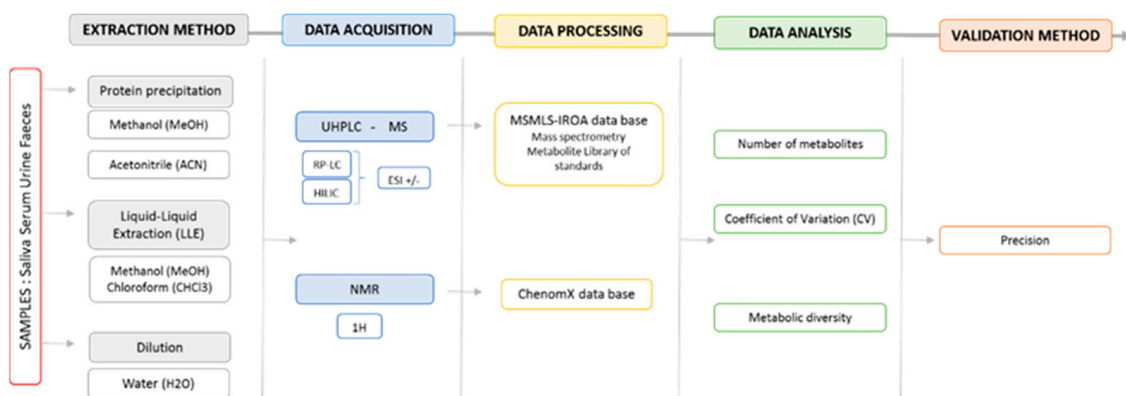 EXTRACTION METHOD
DATA ACQUISITION
DATA PROCESSING
DATA ANALYSIS
VALIDATION METHOD
SAMPLES : Saliva Serum Urine Faeces
Protein precipitation
Methanol (MeOH)
Acetonitrile (ACN)
Liquid-Liquid
Extraction (LLE)
Methanol (MeOH)
Chloroform (CHCl3)
Dilution
Water (H2O)
UHPLC - MS
RP-LC
HILIC
ESI +/-
NMR
1H
MSMLS-IROA data base
Mass spectrometry
Metabolite Library of
standards
ChenomX data base
Number of metabolites
Coefficient of Variation (CV)
Metabolic diversity
Precision